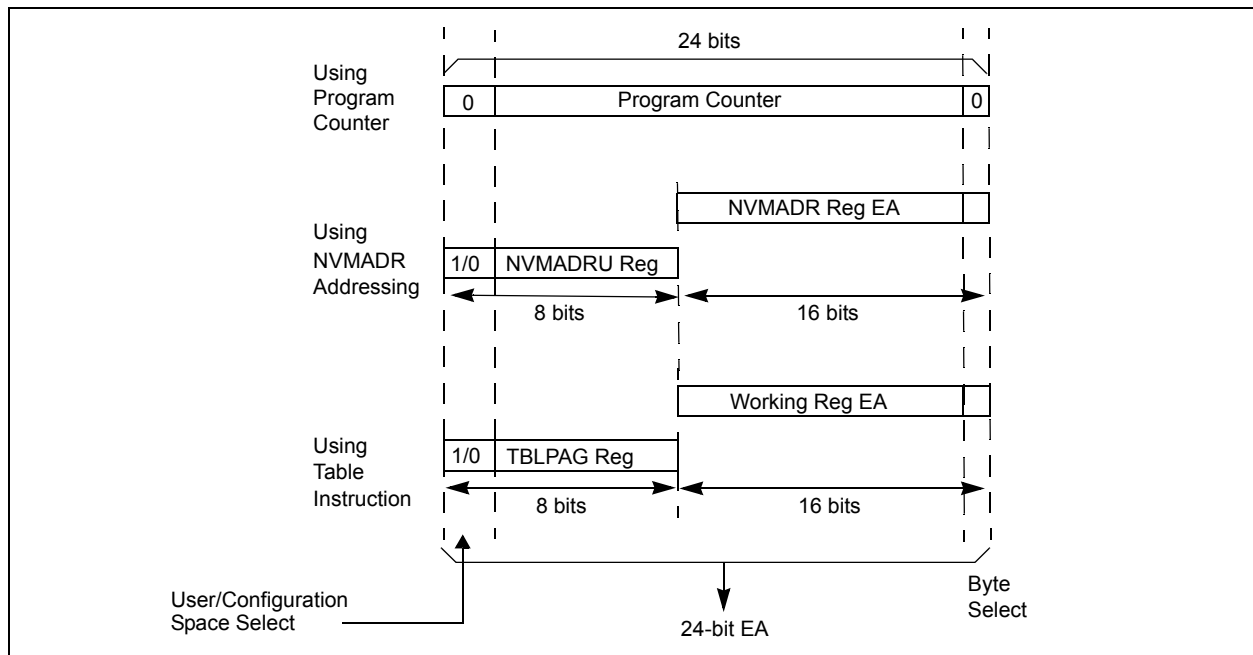 24 bits
Using
Program
Counter
0
Program Counter
0
NVMADR Reg EA
Using
NVMADR
Addressing
1/0
NVMADRU Reg
8 bits
16 bits
Working Reg EA
Using
Table
Instruction
1/0
TBLPAG Reg
8 bits
16 bits
User/Configuration
Space Select
24-bit EA
Byte
Select